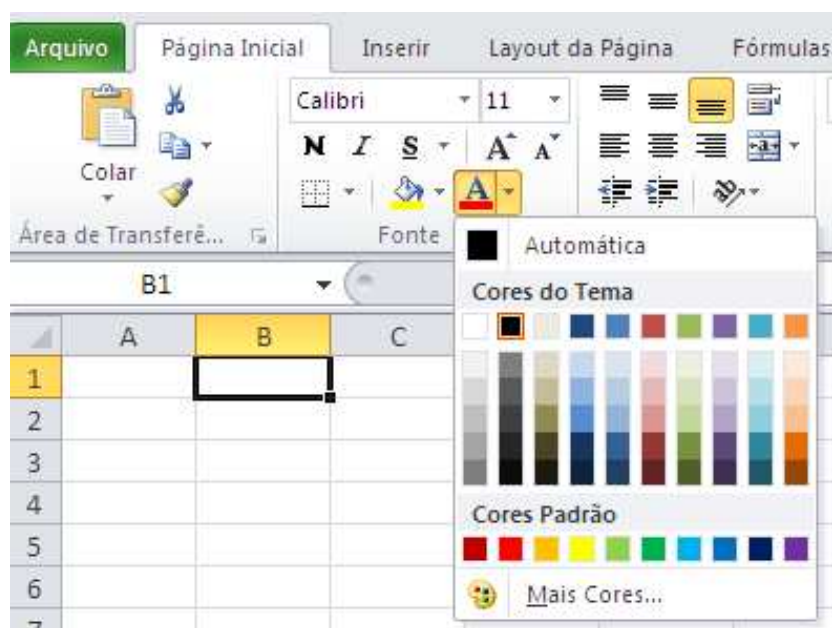 Arquivo Página Inicial Inserir Layout da Página Fórmulas
Calibri 11
N I S A A
Colar
A
Área de Transferê... Fonte
Automática
B1
Cores do Tema
A B C
1
2
3
4
Cores Padrão
5
6
Mais Cores...
7